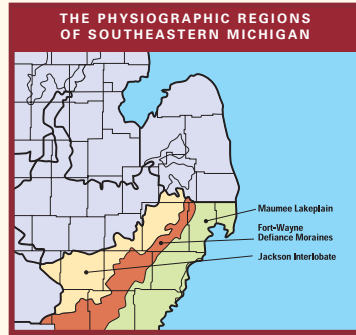 THE PHYSIOGRAPHIC REGIONS
OF SOUTHEASTERN MICHIGAN
Maumee Lakeplain
Fort-Wayne
Defiance Moraines
Jackson Interlobate